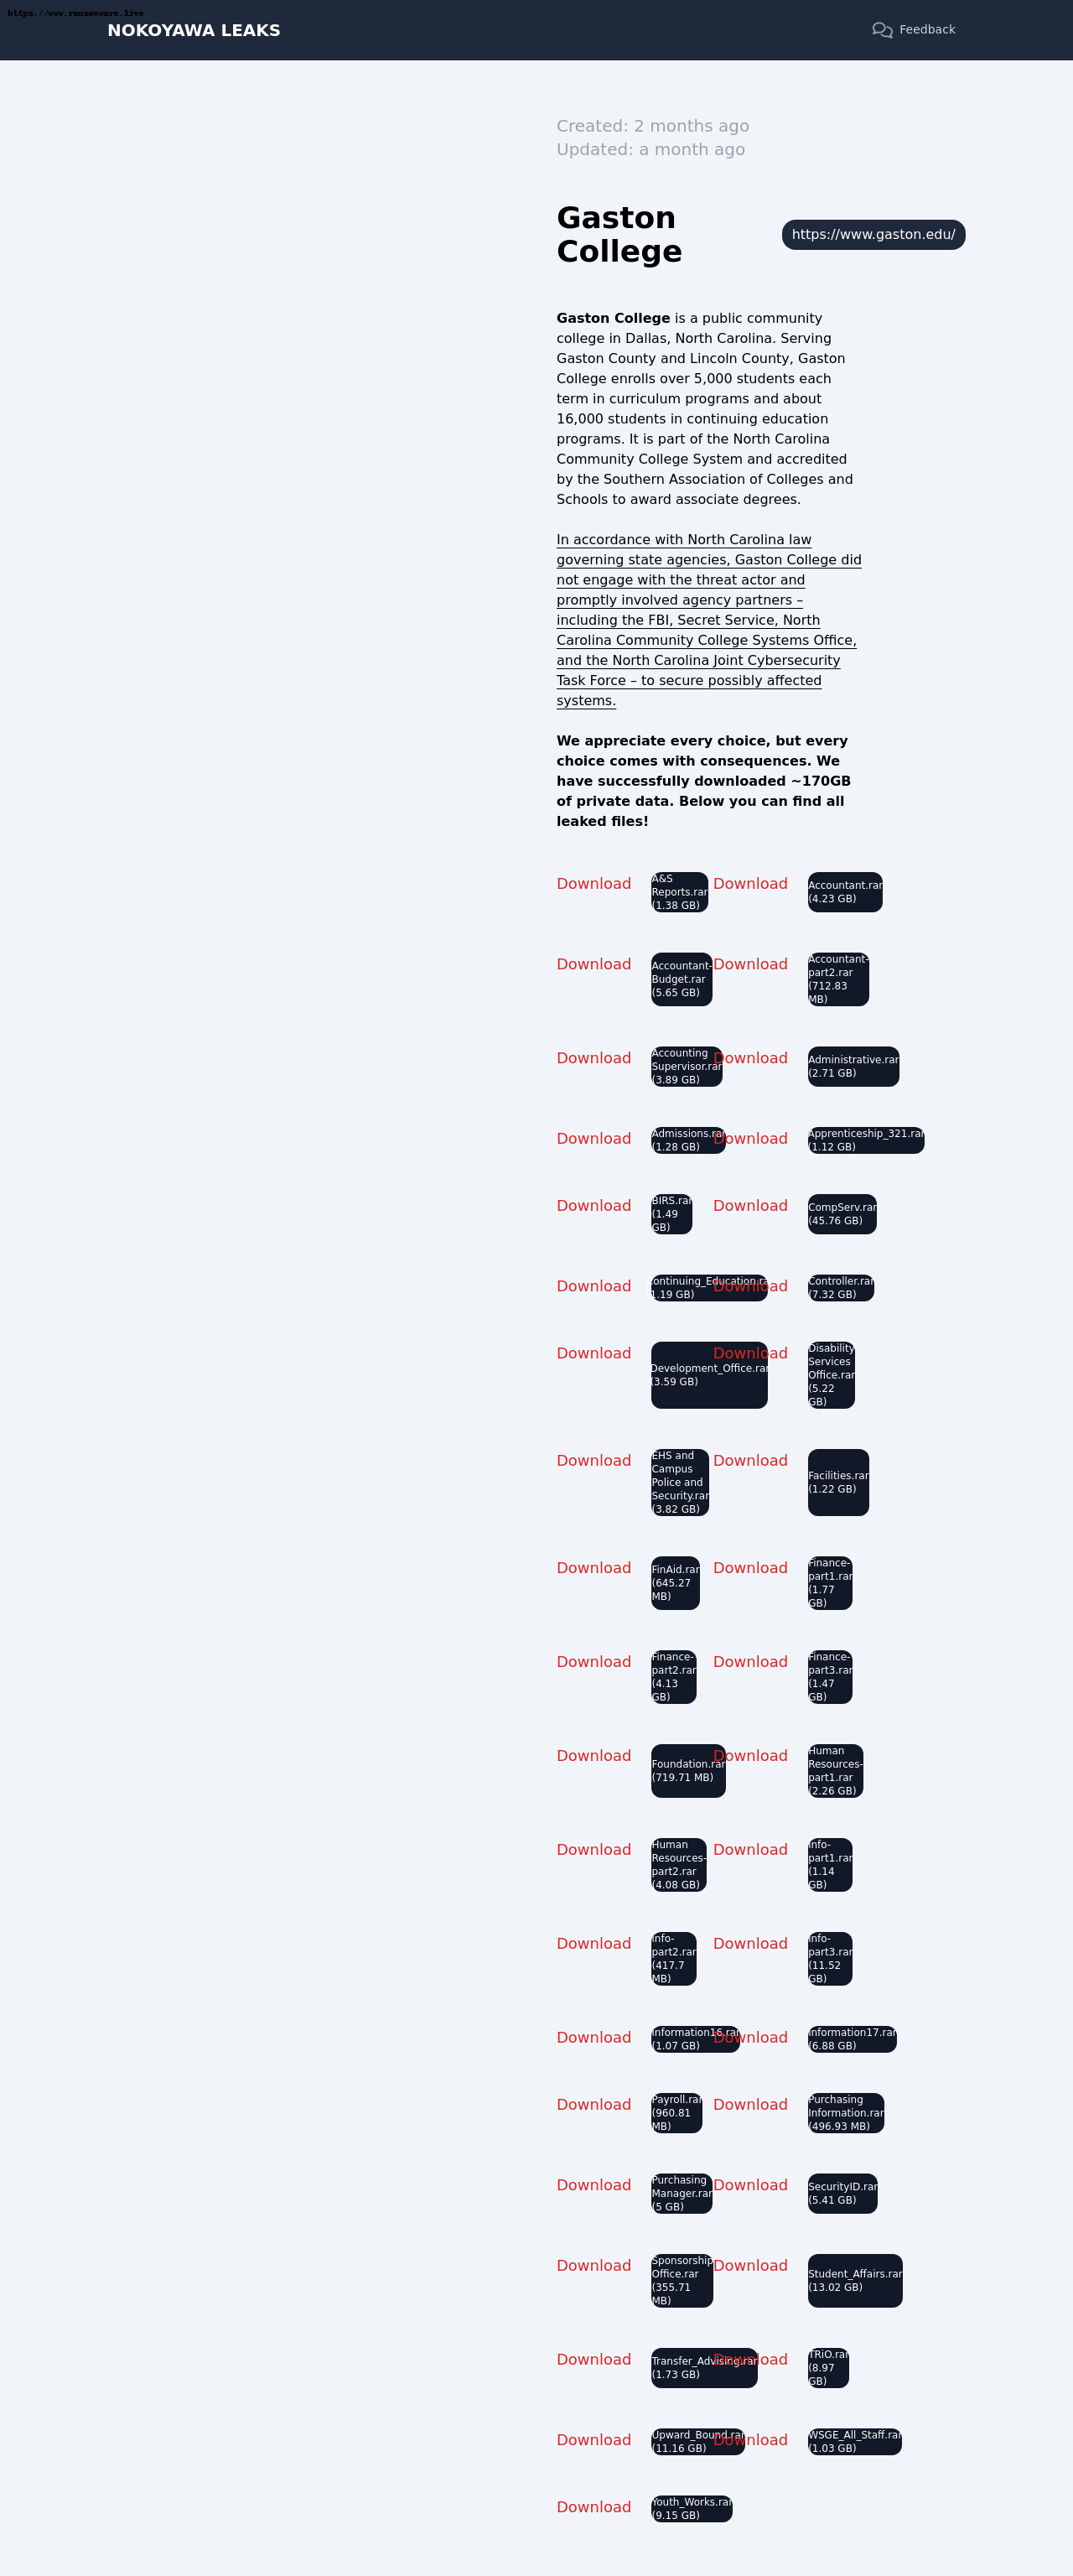 https://www.ransomware.live
NOKOYAWA LEAKS
Feedback
Created: 2 months ago
Updated: a month ago
Gaston
College
https://www.gaston.edu/
Gaston College is a public community
college in Dallas, North Carolina. Serving
Gaston County and Lincoln County, Gaston
College enrolls over 5,000 students each
term in curriculum programs and about
16,000 students in continuing education
programs. It is part of the North Carolina
Community College System and accredited
by the Southern Association of Colleges and
Schools to award associate degrees.
In accordance with North Carolina law
governing state agencies, Gaston College did
not engage with the threat actor and
promptly involved agency partners –
including the FBI, Secret Service, North
Carolina Community College Systems Office,
and the North Carolina Joint Cybersecurity
Task Force – to secure possibly affected
systems.
We appreciate every choice, but every
choice comes with consequences. We
have successfully downloaded ~170GB
of private data. Below you can find all
leaked files!
Download
A&S
Reports.rar
(1.38 GB)
Download
Accountant.rar
(4.23 GB)
Download
Accountant-
Budget.rar
(5.65 GB)
Download
Accountant-
part2.rar
(712.83
MB)
Download
Accounting
Supervisor.rar
(3.89 GB)
Download
Administrative.rar
(2.71 GB)
Download
Admissions.rar
(1.28 GB)
Download
Apprenticeship_321.rar
(1.12 GB)
Download
BIRS.rar
(1.49
GB)
Download
CompServ.rar
(45.76 GB)
Download
Continuing_Education.rar
(1.19 GB)
Download
Controller.rar
(7.32 GB)
Download
Development_Office.rar
(3.59 GB)
Download
Disability
Services
Office.rar
(5.22
GB)
Download
EHS and
Campus
Police and
Security.rar
(3.82 GB)
Download
Facilities.rar
(1.22 GB)
Download
FinAid.rar
(645.27
MB)
Download
Finance-
part1.rar
(1.77
GB)
Download
Finance-
part2.rar
(4.13
GB)
Download
Finance-
part3.rar
(1.47
GB)
Download
Foundation.rar
(719.71 MB)
Download
Human
Resources-
part1.rar
(2.26 GB)
Download
Human
Resources-
part2.rar
(4.08 GB)
Download
Info-
part1.rar
(1.14
GB)
Download
Info-
part2.rar
(417.7
MB)
Download
Info-
part3.rar
(11.52
GB)
Download
Information16.rar
(1.07 GB)
Download
Information17.rar
(6.88 GB)
Download
Payroll.rar
(960.81
MB)
Download
Purchasing
Information.rar
(496.93 MB)
Download
Purchasing
Manager.rar
(5 GB)
Download
SecurityID.rar
(5.41 GB)
Download
Sponsorship
Office.rar
(355.71
MB)
Download
Student_Affairs.rar
(13.02 GB)
Download
Transfer_Advising.rar
(1.73 GB)
Download
TRiO.rar
(8.97
GB)
Download
Upward_Bound.rar
(11.16 GB)
Download
WSGE_All_Staff.rar
(1.03 GB)
Download
Youth_Works.rar
(9.15 GB)